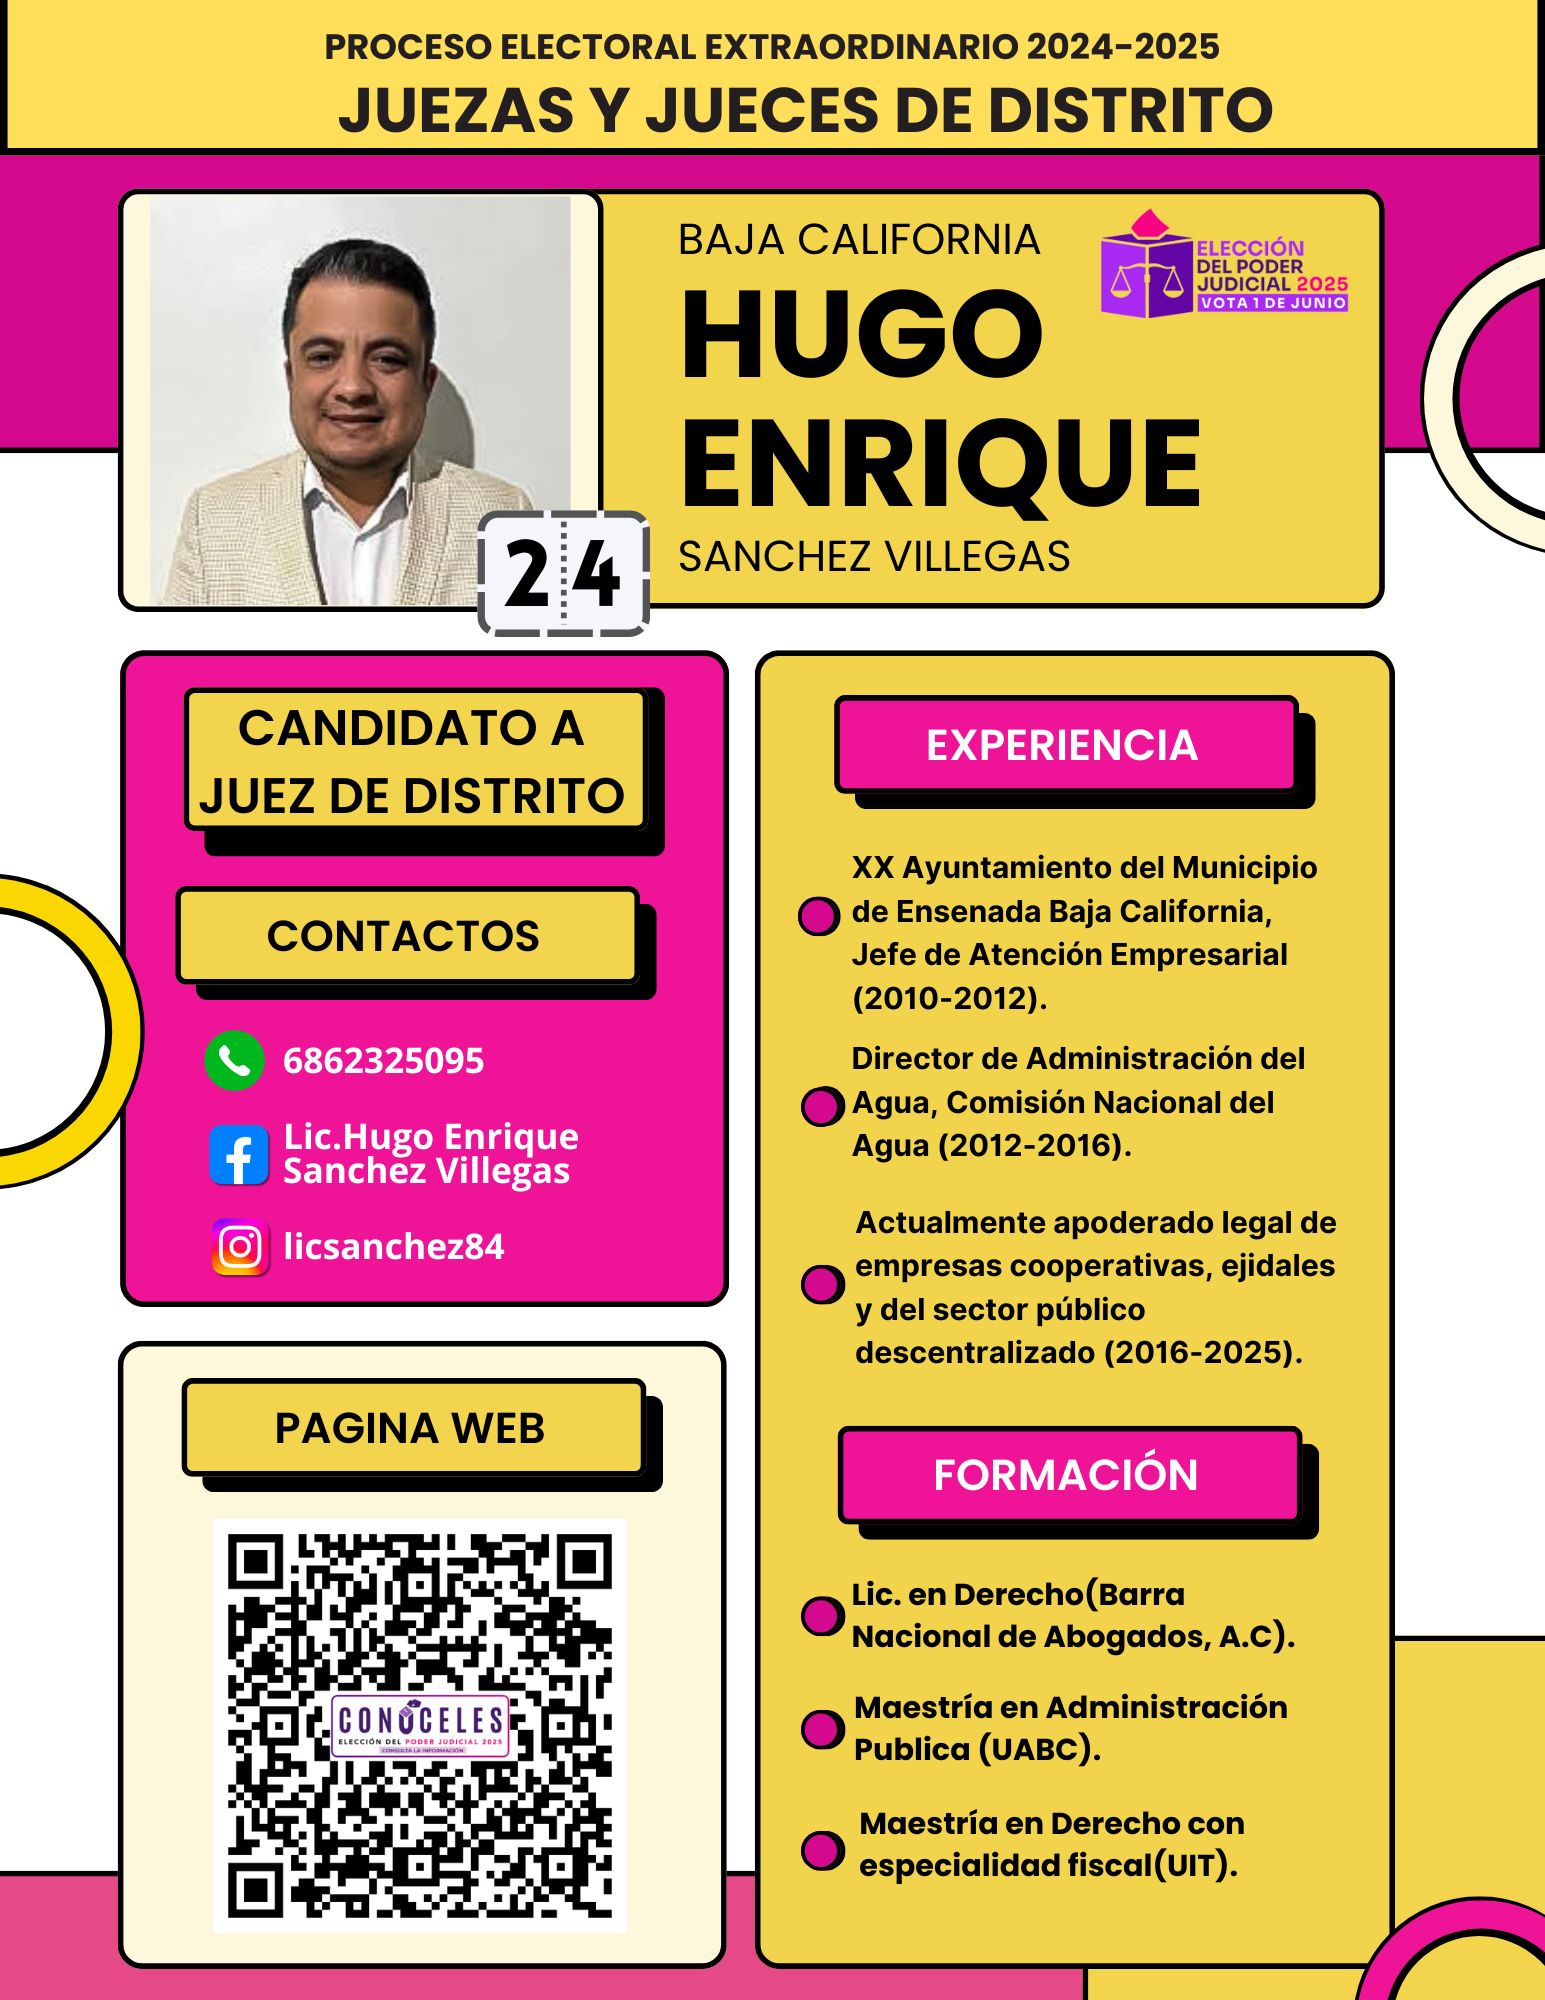 PROCESO ELECTORAL EXTRAORDINARIO 2024-2025
JUEZAS Y JUECES DE DISTRITO
BAJA CALIFORNIA
HUGO
ENRIQUE
SANCHEZ VILLEGAS
ELECCIÓN
DEL PODER
JUDICIAL 2025
VOTA 1 DE JUNIO
24
CANDIDATO A
JUEZ DE DISTRITO
CONTACTOS
6862325095
Lic.Hugo Enrique
Sanchez Villegas
licsanchez84
PAGINA WEB
CONÓCELES
ELECCIÓN DEL PODER JUDICIAL 2025
CONSULTA LA INFORMACIÓN
EXPERIENCIA
XX Ayuntamiento del Municipio
de Ensenada Baja California,
Jefe de Atención Empresarial
(2010-2012).
Director de Administración del
Agua, Comisión Nacional del
Agua (2012-2016).
Actualmente apoderado legal de
empresas cooperativas, ejidales
y del sector público
descentralizado (2016-2025).
FORMACIÓN
Lic. en Derecho(Barra
Nacional de Abogados, A.C).
Maestría en Administración
Publica (UABC).
Maestría en Derecho con
especialidad fiscal(UIT).